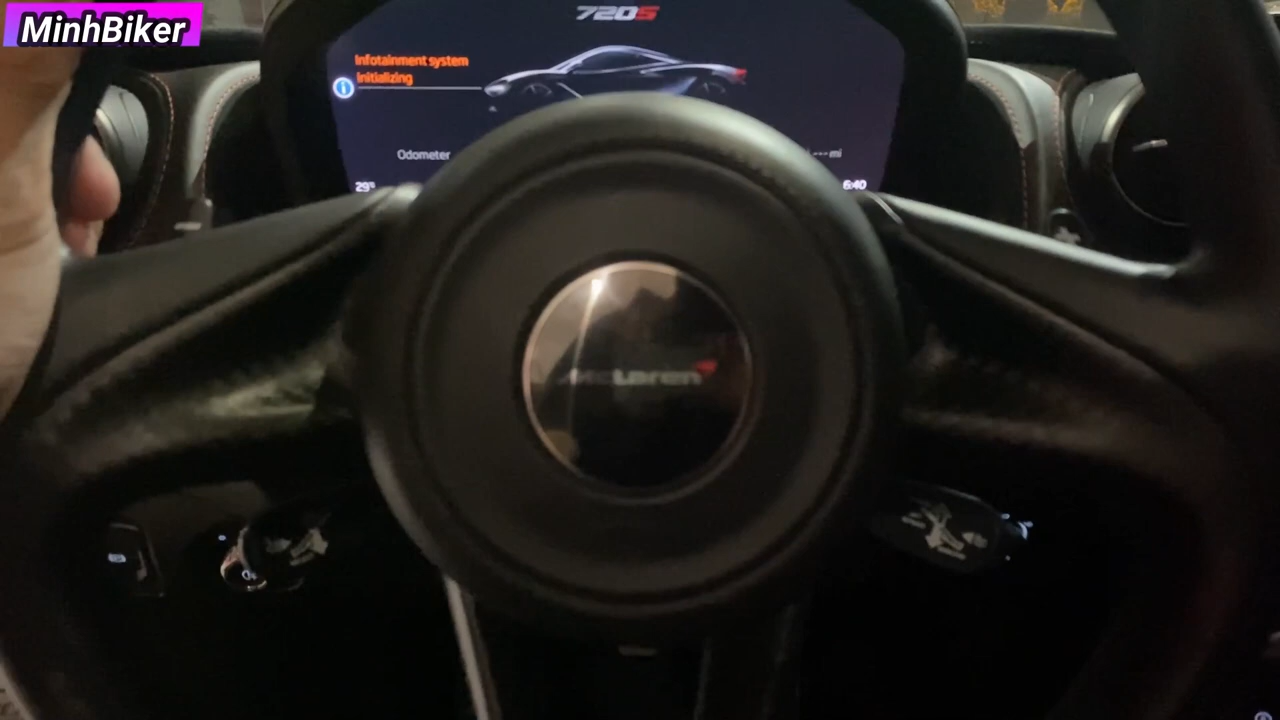 MinhBiker
720S
Infotainment system
Initializing
Odometer
--- mi
29°
6:40
McLaren